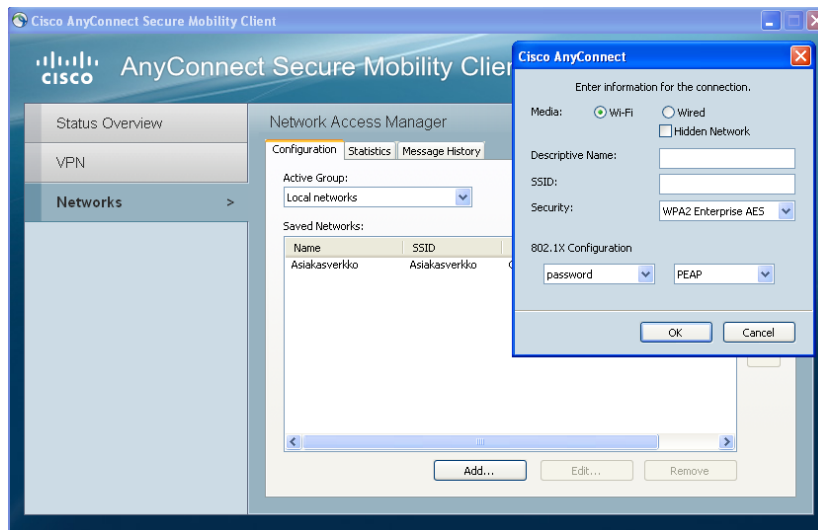 Cisco AnyConnect Secure Mobility Client
CISCO AnyConnect Secure Mobility Clier
Status Overview
VPN
Networks >
Network Access Manager
Configuration Statistics Message History
Active Group:
Local networks
Saved Networks:
Name SSID
Asiakasverkko Asiakasverkko
Add... Edit... Remove
Cisco AnyConnect
Enter information for the connection.
Media: Wi-Fi Wired
Hidden Network
Descriptive Name:
SSID:
Security: WPA2 Enterprise AES
802.1X Configuration
password PEAP
OK Cancel